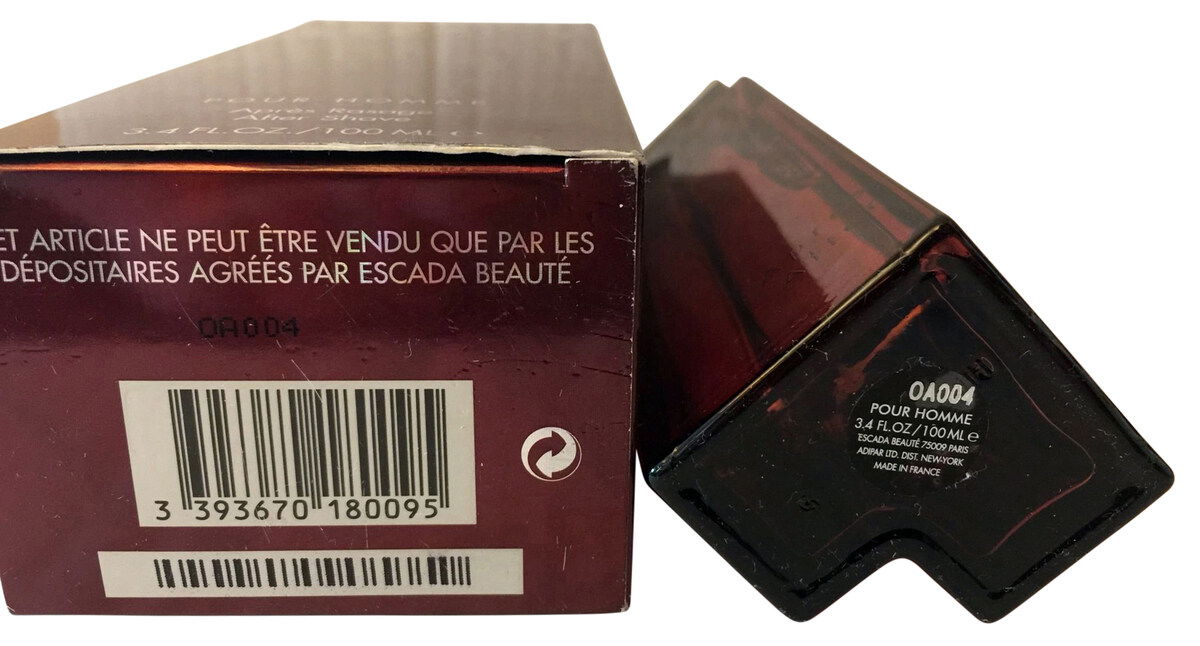 POUR HOMME
Après Rasage
After Shave
3.4 FL.OZ./100 ML ℮
ET ARTICLE NE PEUT ÊTRE VENDU QUE PAR LES
DÉPOSITAIRES AGRÉÉS PAR ESCADA BEAUTÉ
OA004
3 393670 180095
OA004
POUR HOMME
3.4 FL.OZ/100ML ℮
ESCADA BEAUTÉ 75009 PARIS
ADIPAR LTD. DIST. NEW-YORK
MADE IN FRANCE